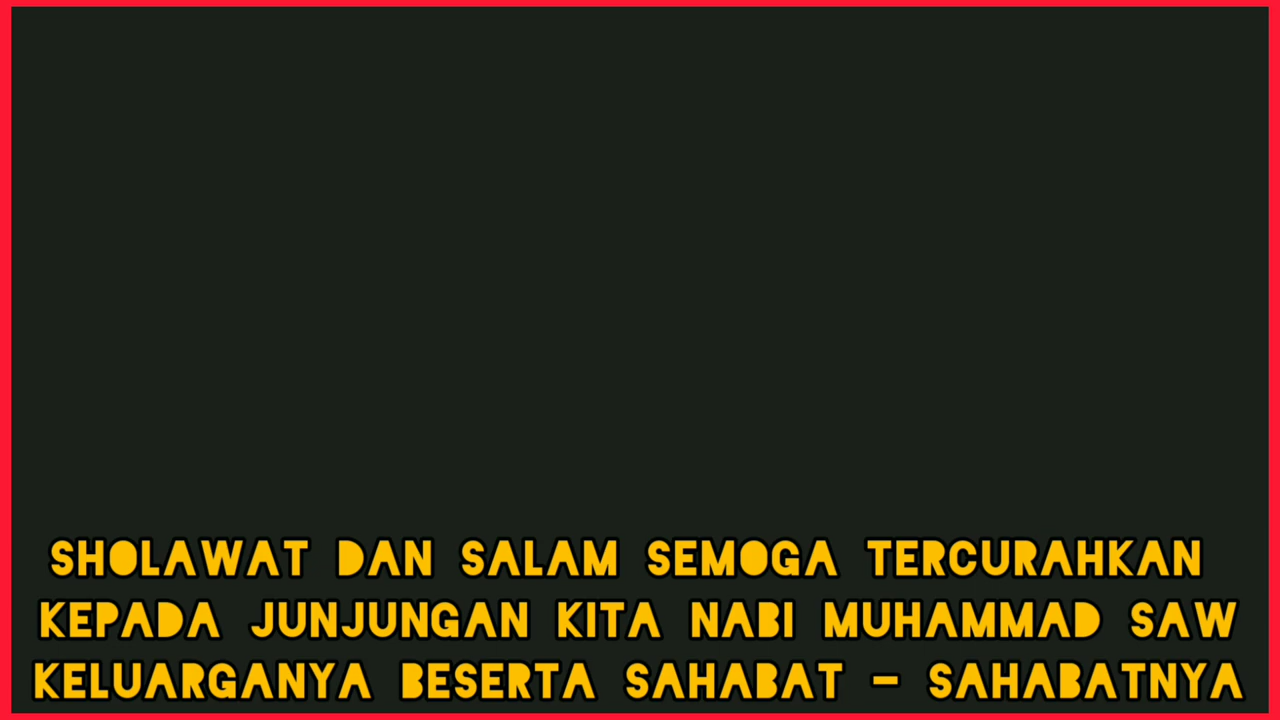 SHOLAWAT DAN SALAM SEMOGA TERCURAHKAN
KEPADA JUNJUNGAN KITA NABI MUHAMMAD SAW
KELUARGANYA BESERTA SAHABAT - SAHABATNYA